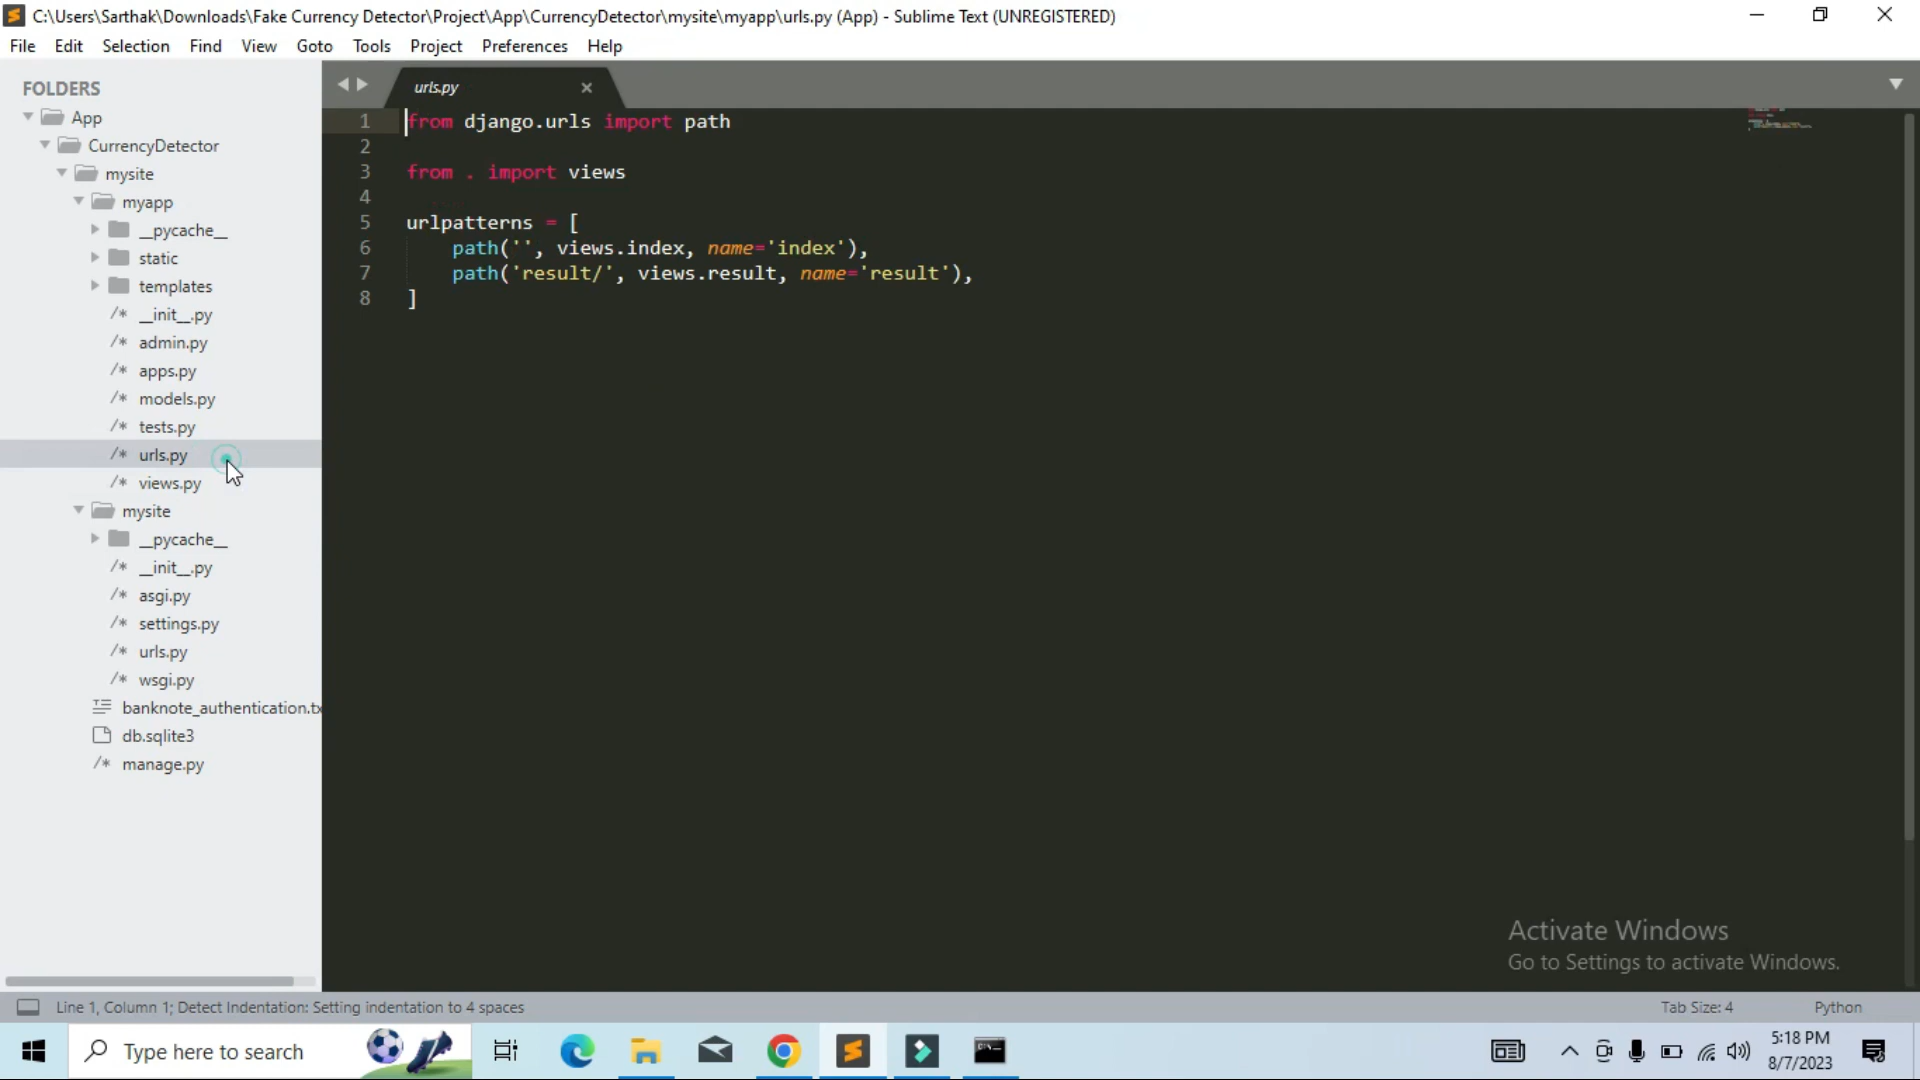 C:\Users\Sarthak\Downloads\Fake Currency Detector\Project\App\CurrencyDetector\mysite\myapp\urls.py (App) - Sublime Text (UNREGISTERED)
File Edit Selection Find View Goto Tools Project Preferences Help
FOLDERS
App
CurrencyDetector
mysite
myapp
__pycache__
static
templates
__init__.py
admin.py
apps.py
models.py
tests.py
urls.py
views.py
mysite
__pycache__
__init__.py
asgi.py
settings.py
urls.py
wsgi.py
banknote_authentication.tx
db.sqlite3
manage.py
urls.py
1 from django.urls import path
2
3 from . import views
4
5 urlpatterns = [
6 path('', views.index, name='index'),
7 path('result/', views.result, name='result'),
8 ]
Activate Windows
Go to Settings to activate Windows.
Line 1, Column 1; Detect Indentation: Setting indentation to 4 spaces
Tab Size: 4 Python
Type here to search
5:18 PM
8/7/2023